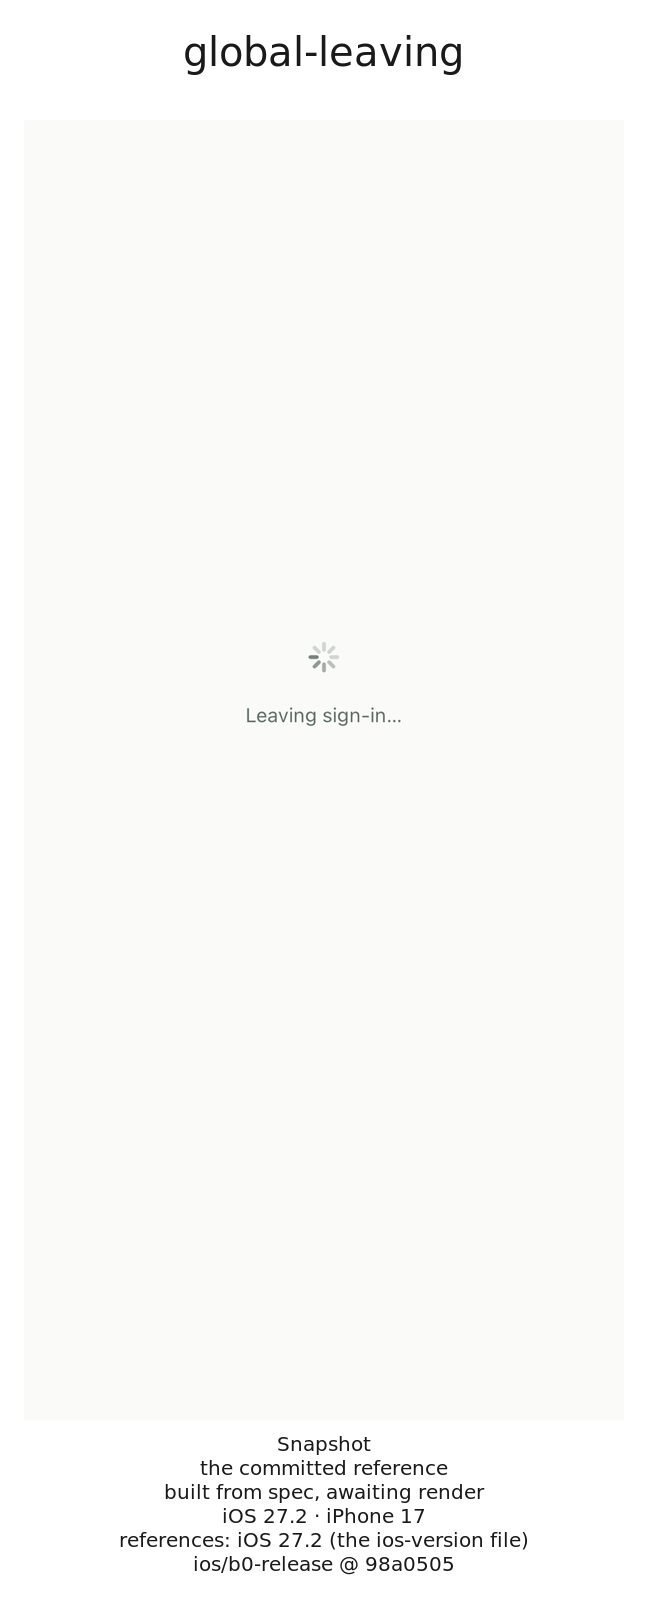 global-leaving
Leaving sign-in...
Snapshot
the committed reference
built from spec, awaiting render
iOS 27.2 · iPhone 17
references: iOS 27.2 (the ios-version file)
ios/b0-release @ 98a0505